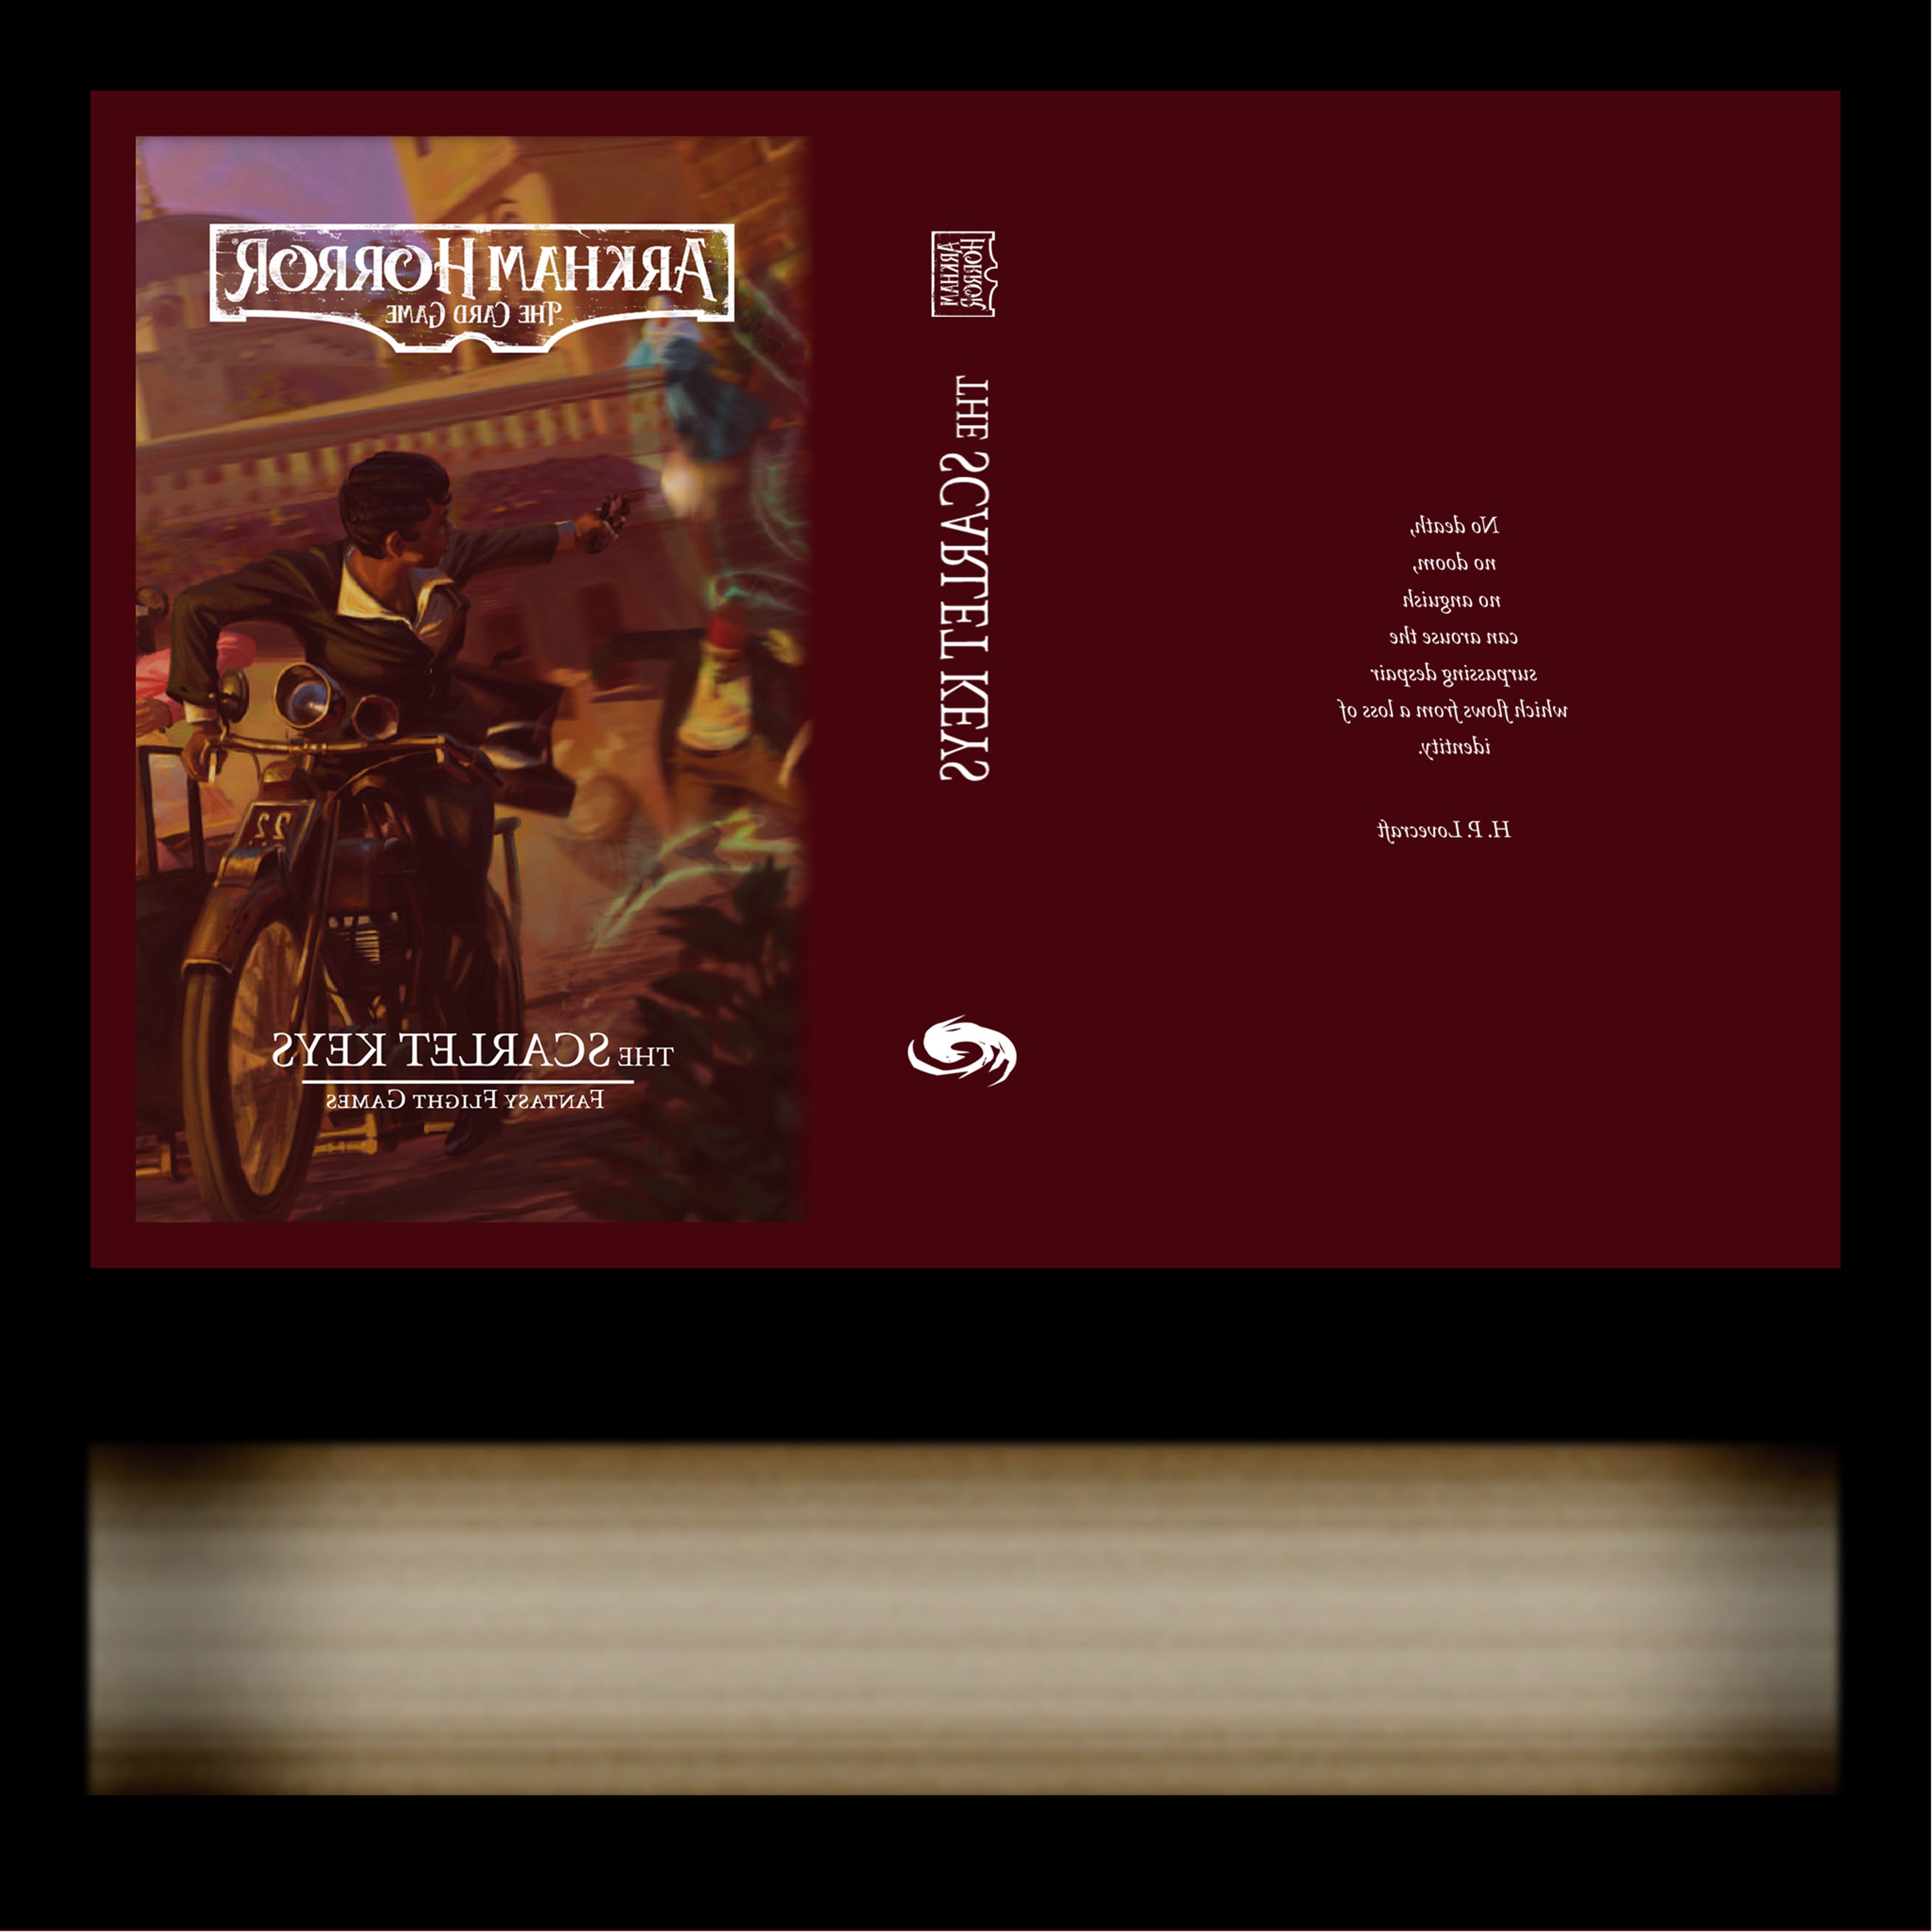 ARKHAM HORROR
THE CARD GAME
22
THE SCARLET KEYS
FANTASY FLIGHT GAMES
ARKHAM
HORROR
THE SCARLET KEYS
No death,
no doom,
no anguish
can arouse the
surpassing despair
which flows from a loss of
identity.
H. P. Lovecraft